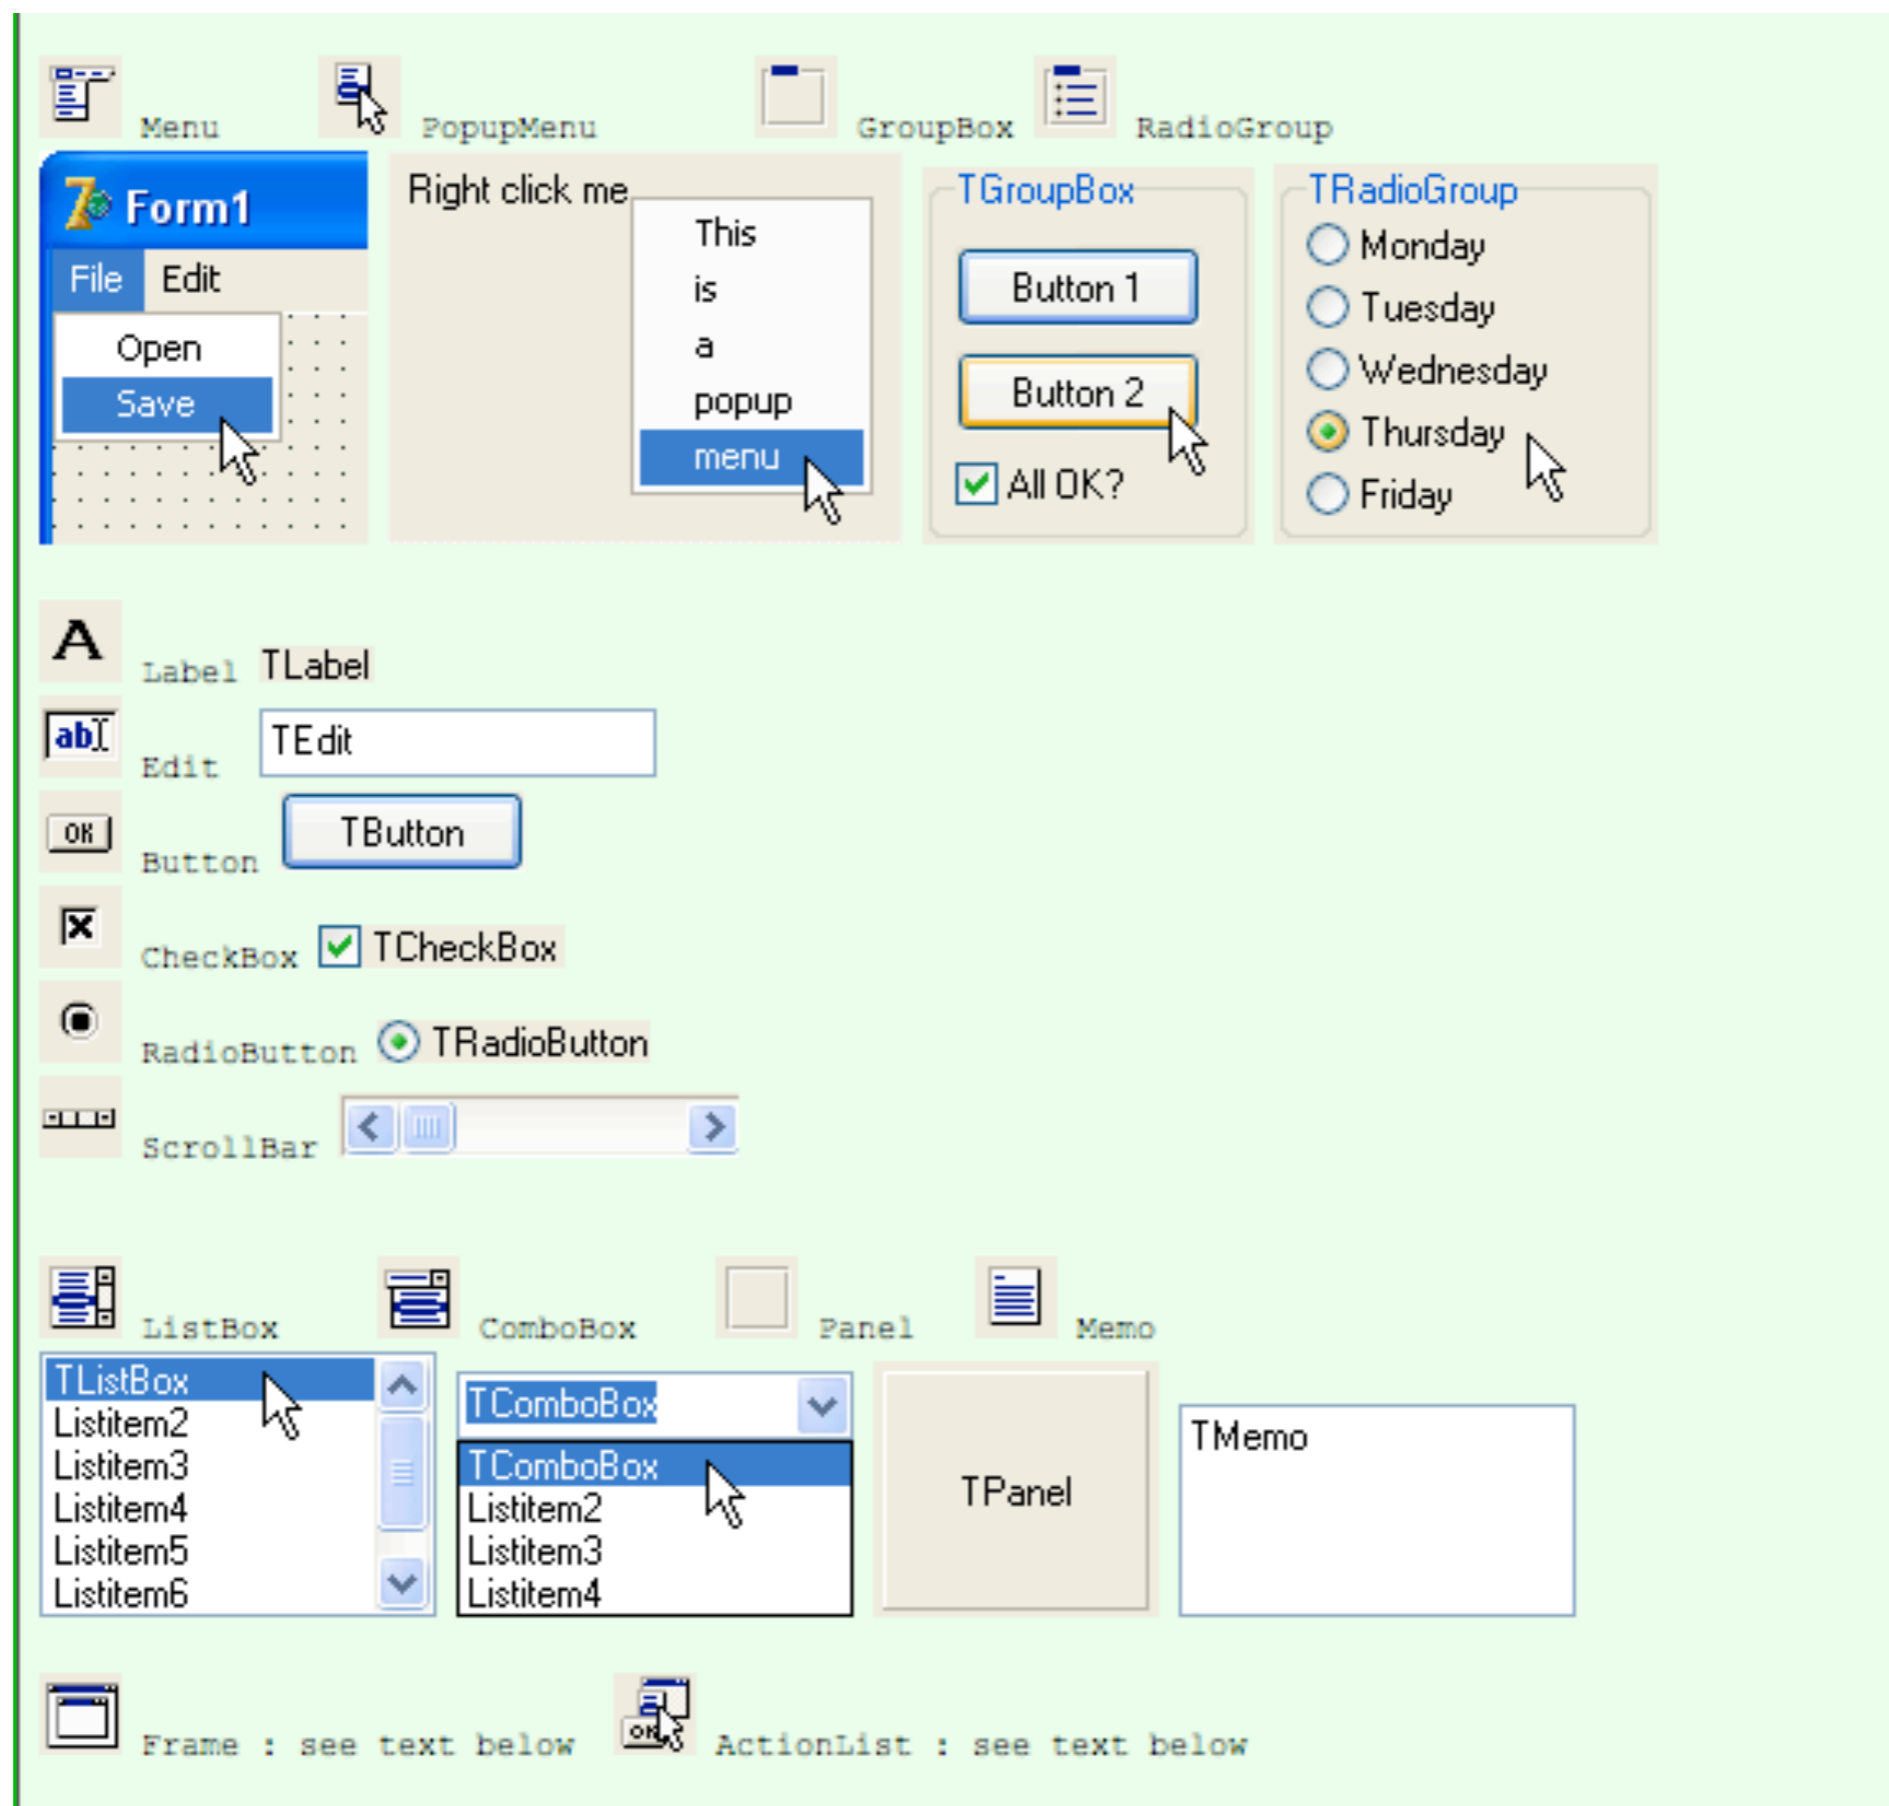 Menu PopupMenu GroupBox RadioGroup
Form1
File Edit
Open
Save
Right click me
This
is
a
popup
menu
TGroupBox
Button 1
Button 2
All OK?
TRadioGroup
Monday
Tuesday
Wednesday
Thursday
Friday
A Label TLabel
ab Edit TEdit
OK Button TButton
CheckBox TCheckBox
RadioButton TRadioButton
ScrollBar
ListBox ComboBox Panel Memo
TListBox
Listitem2
Listitem3
Listitem4
Listitem5
Listitem6
TComboBox
TComboBox
Listitem2
Listitem3
Listitem4
TPanel
TMemo
Frame : see text below OK ActionList : see text below